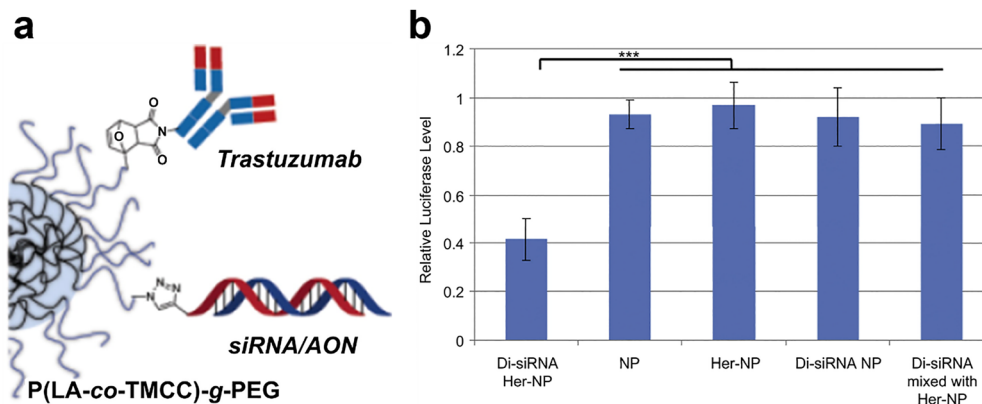 a
O
O
N
O
Trastuzumab
N
N
N
siRNA/AON
P(LA-co-TMCC)-g-PEG
b
Relative Luciferase Level
1.2
1
0.8
0.6
0.4
0.2
0
***
Di-siRNA
Her-NP
NP
Her-NP
Di-siRNA NP
Di-siRNA
mixed with
Her-NP